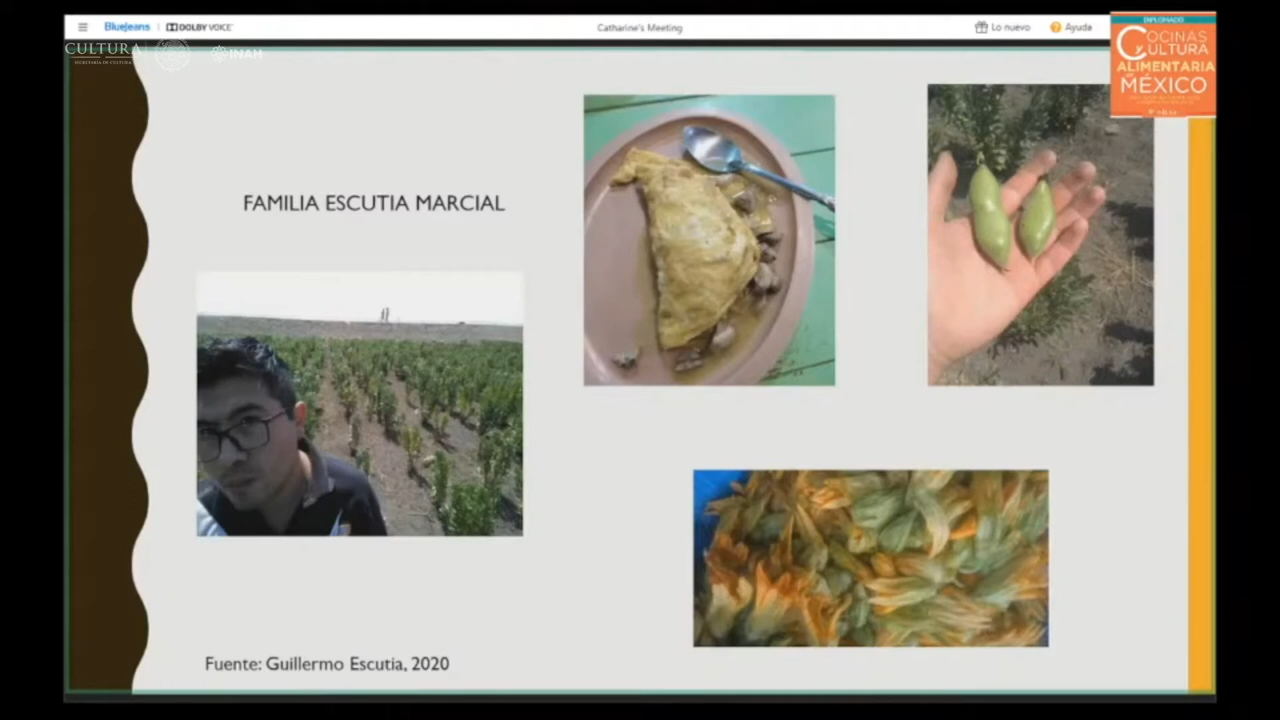 BlueJeans
DOLBY VOICE
Catharine's Meeting
Lo nuevo
Ayuda
CULTURA
SECRETARÍA DE CULTURA
INAH
DIPLOMADO
COCINAS
y CULTURA
ALIMENTARIA
MÉXICO
FAMILIA ESCUTIA MARCIAL
Fuente: Guillermo Escutia, 2020